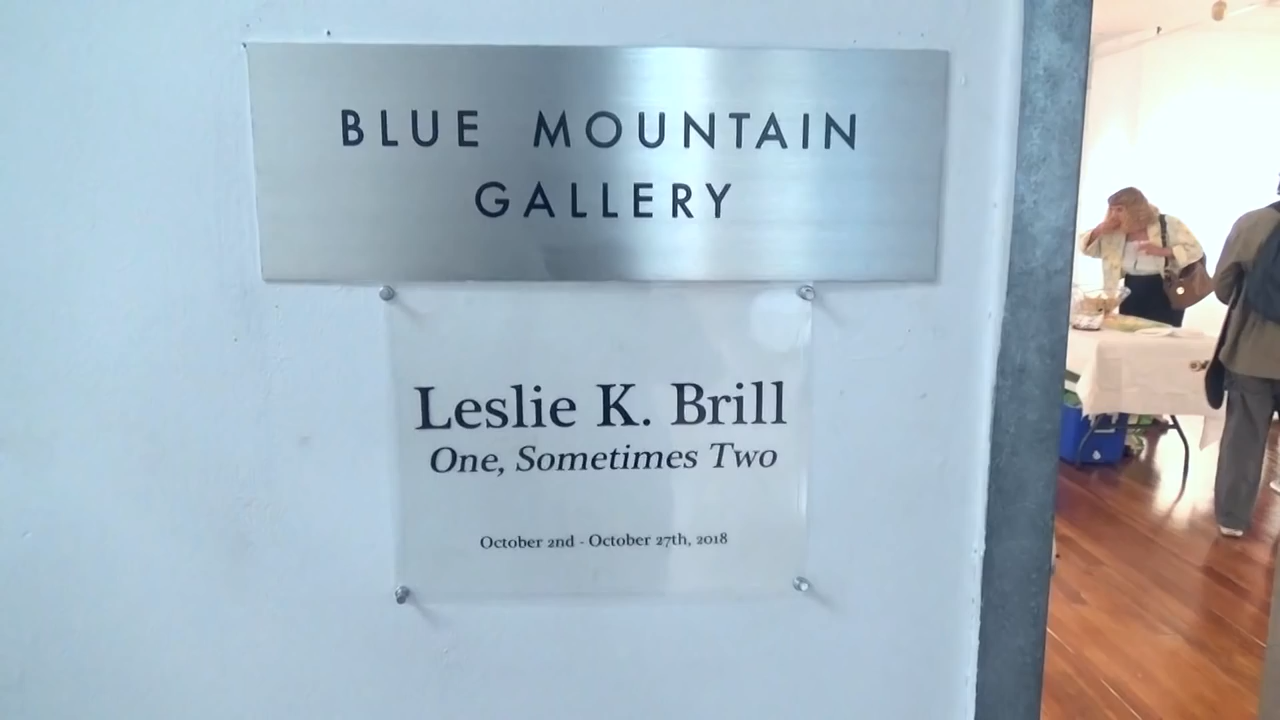 BLUE MOUNTAIN
GALLERY
Leslie K. Brill
One, Sometimes Two
October 2nd - October 27th, 2018